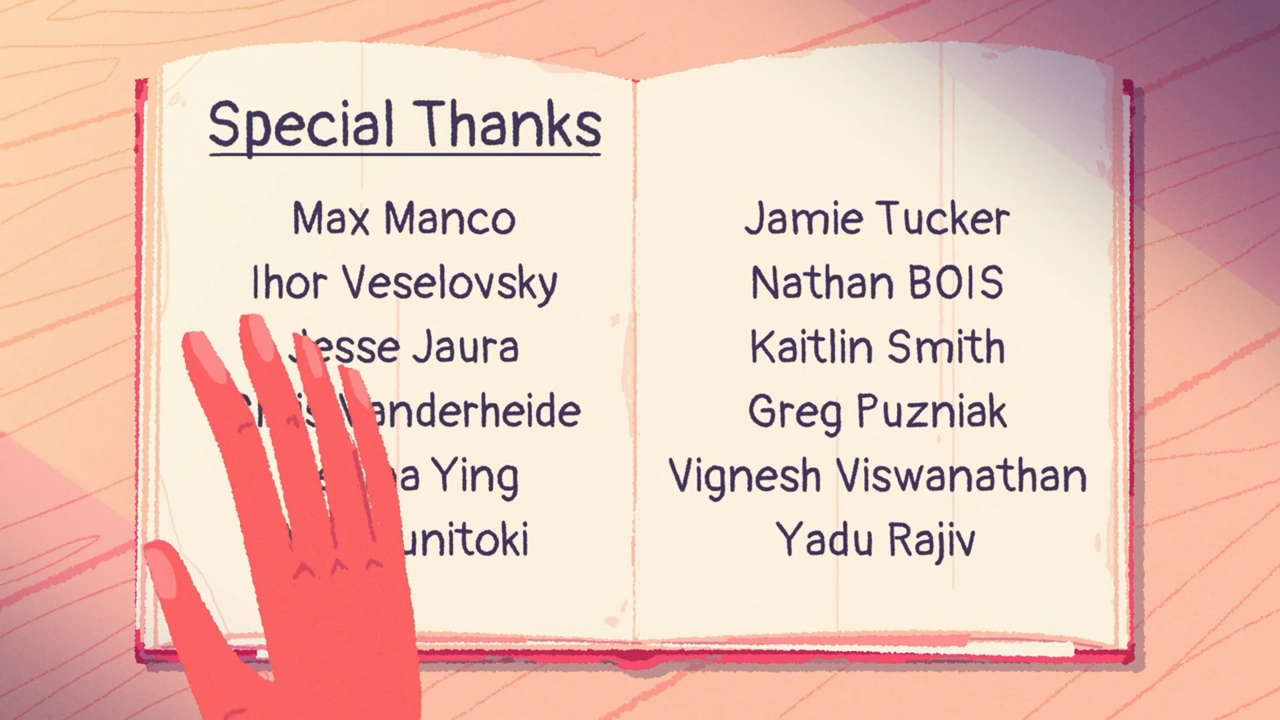 Special Thanks
Max Manco
Ihor Veselovsky
Jesse Jaura
Vanderheide
Ying
Jamie Tucker
Nathan BOIS
Kaitlin Smith
Greg Puzniak
Vignesh Viswanathan
Yadu Rajiv